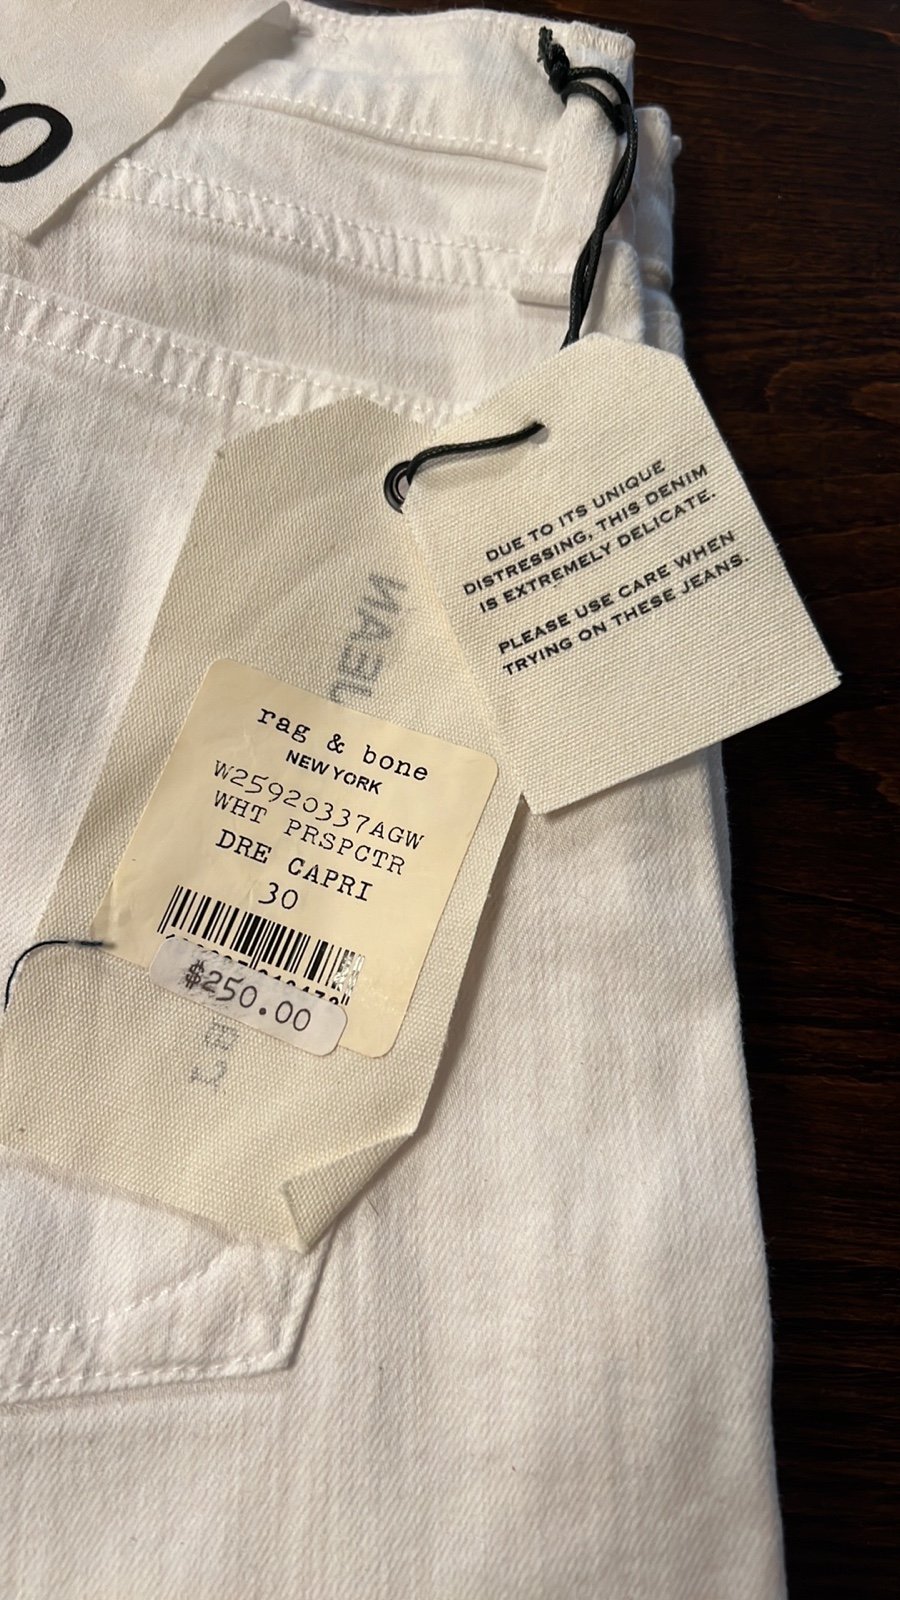 DUE TO ITS UNIQUE
DISTRESSING, THIS DENIM
IS EXTREMELY DELICATE.
PLEASE USE CARE WHEN
TRYING ON THESE JEANS.
rag & bone
NEW YORK
W25920337AGW
WHT PRSPCTR
DRE CAPRI
30
$250.00